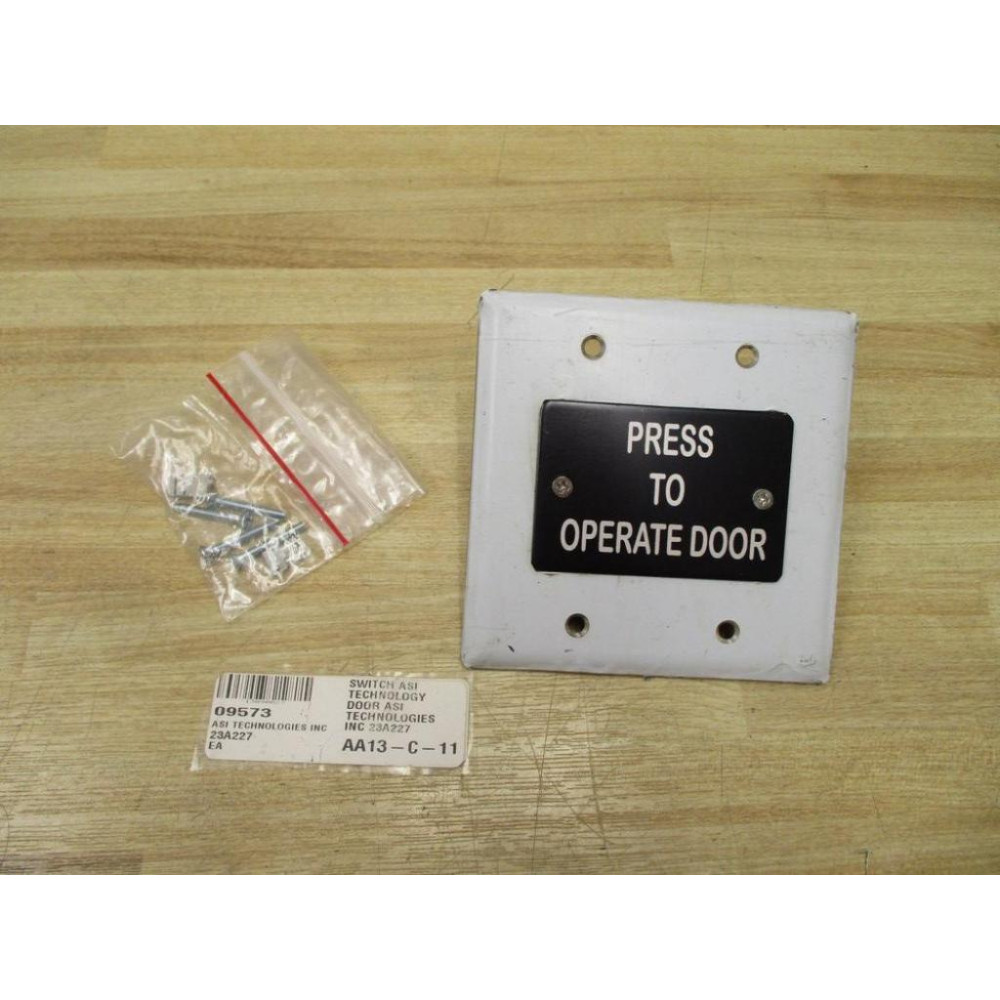 PRESS
TO
OPERATE DOOR
09573
ASI TECHNOLOGIES INC
23A227
EA
SWITCH ASI
TECHNOLOGY
DOOR ASI
TECHNOLOGIES
INC 23A227
AA13-C-11